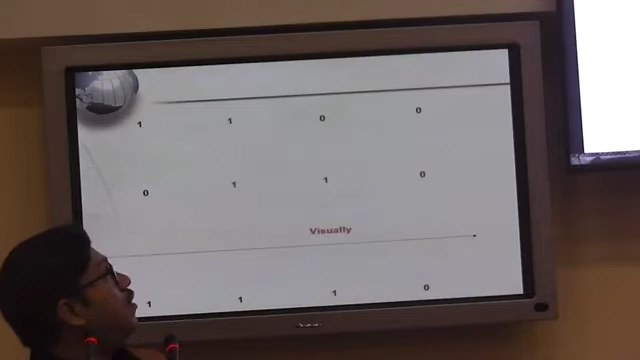 1 1 0 0
0 1 1 0
Visually
1 1 1 0